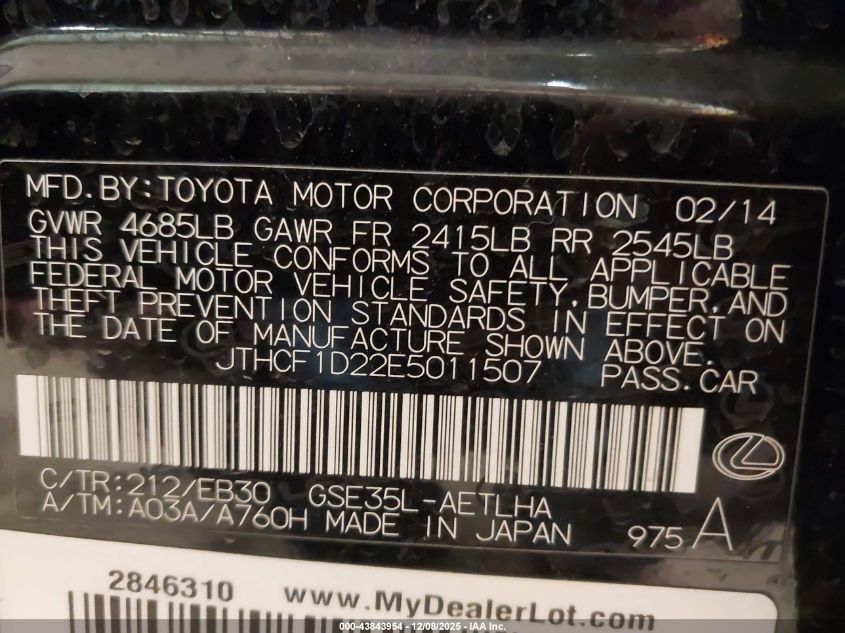 MFD.BY:TOYOTA MOTOR CORPORATION 02/14
GVWR 4685LB GAWR FR 2415LB RR 2545LB
THIS VEHICLE CONFORMS TO ALL APPLICABLE
FEDERAL MOTOR VEHICLE SAFETY,BUMPER,AND
THEFT PREVENTION STANDARDS IN EFFECT ON
THE DATE OF MANUFACTURE SHOWN ABOVE.
JTHCF1D22E5011507 PASS.CAR
C/TR:212/EB30 GSE35L-AETLHA
A/TM:A03A/A760H MADE IN JAPAN 975A
2846310 www.MyDealerLot.com
000-43843954 - 12/08/2025 - IAA Inc.